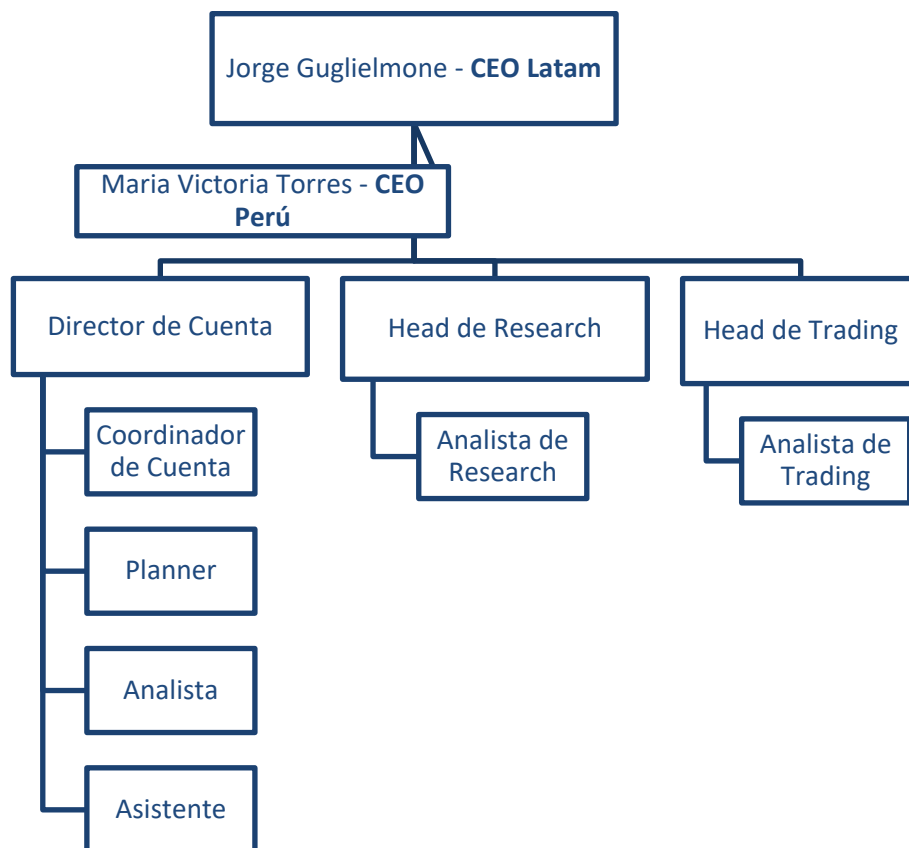 Jorge Guglielmone - CEO Latam
Maria Victoria Torres - CEO
Perú
Director de Cuenta
Head de Research
Head de Trading
Coordinador
de Cuenta
Analista de
Research
Analista de
Trading
Planner
Analista
Asistente